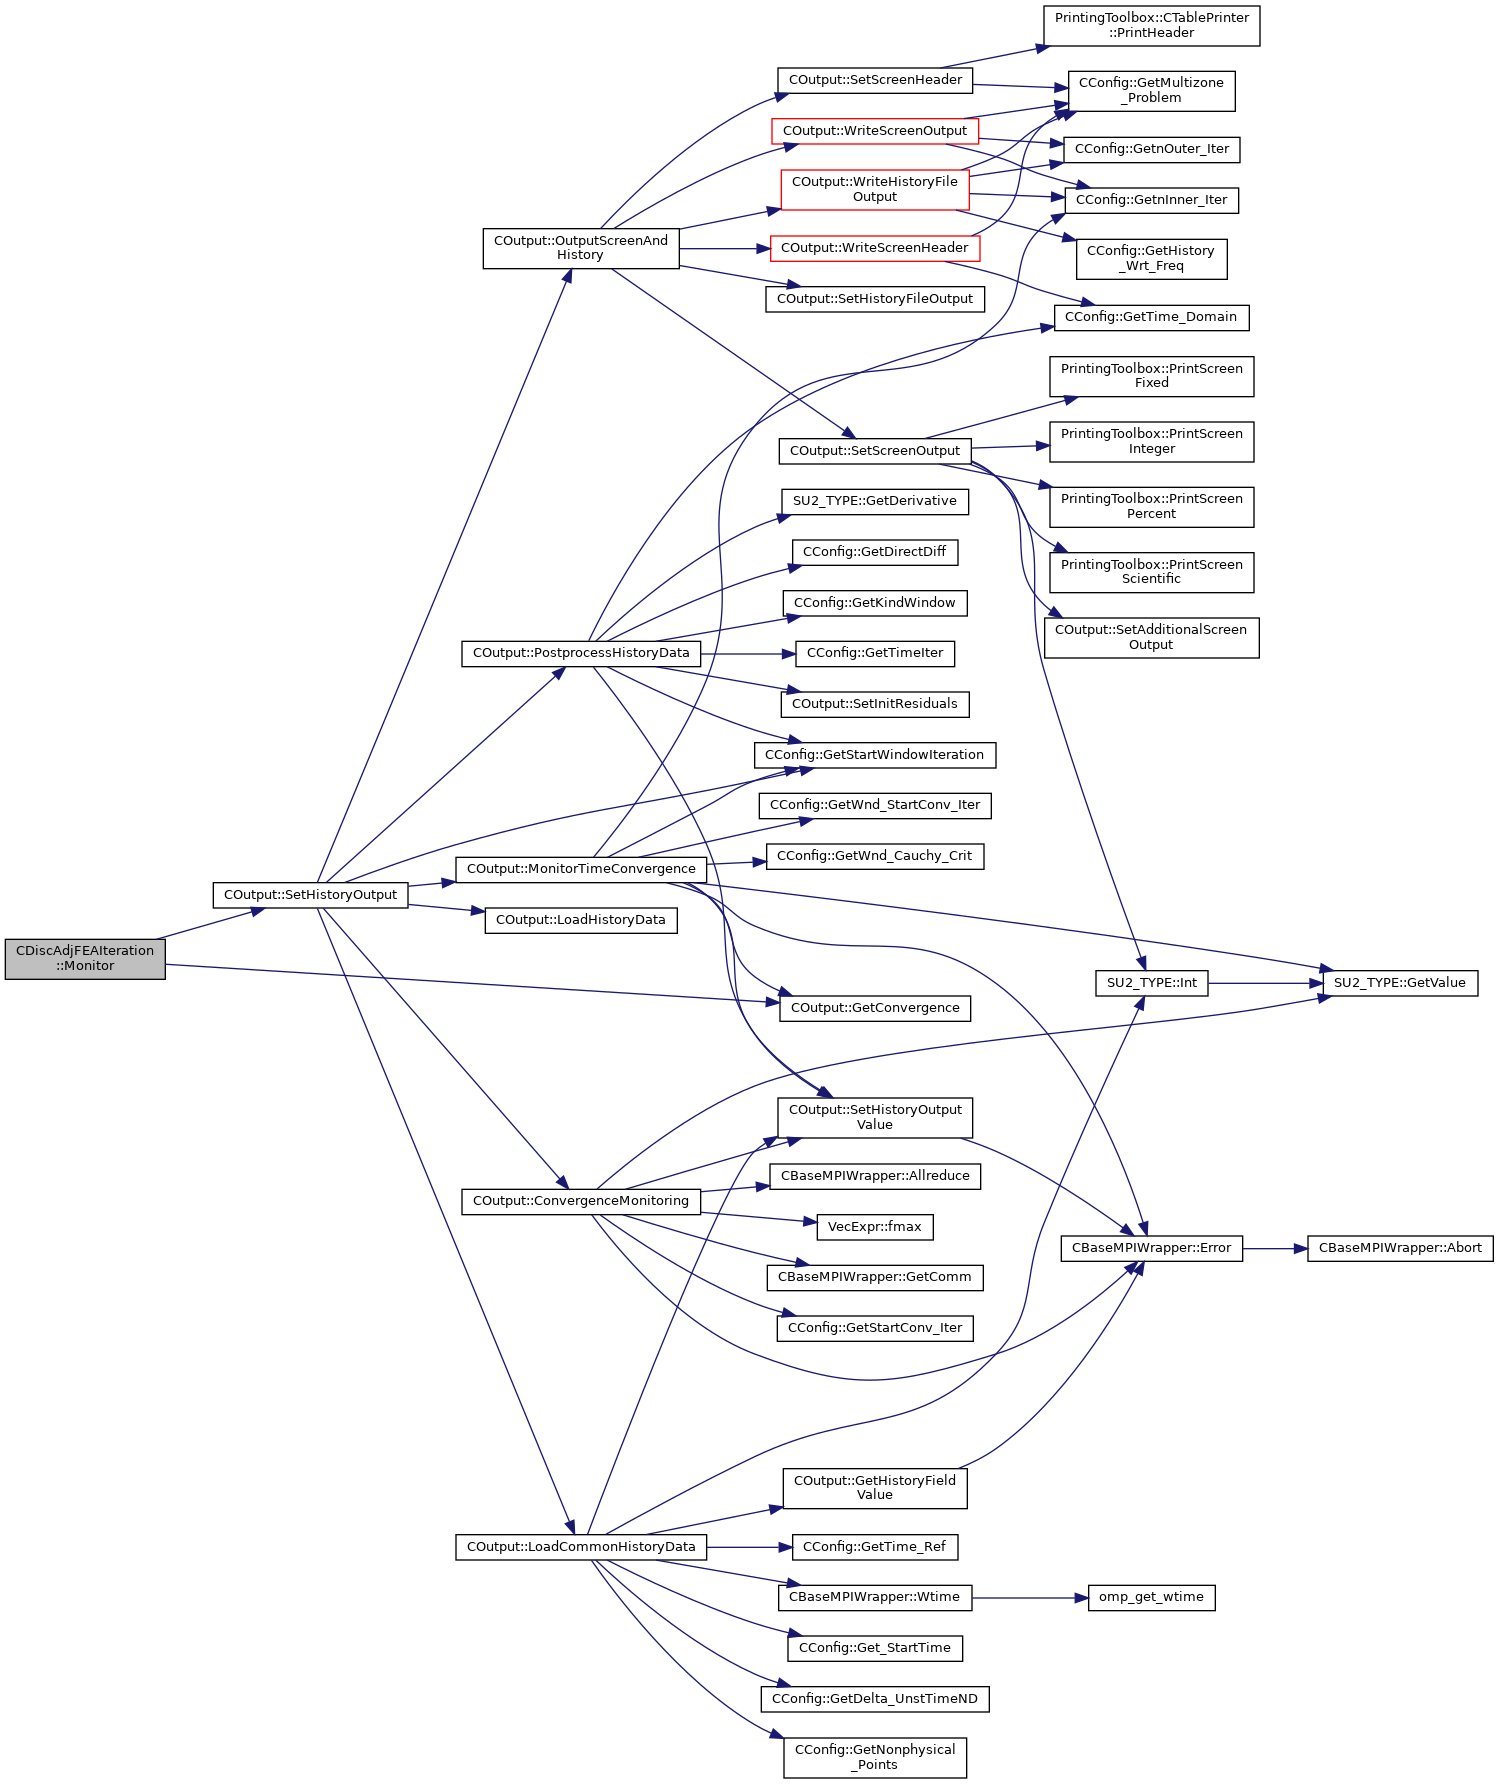 PrintingToolbox::CTablePrinter
::PrintHeader
COutput::SetScreenHeader
CConfig::GetMultizone
_Problem
COutput::WriteScreenOutput
CConfig::GetnOuter_Iter
COutput::WriteHistoryFile
Output
CConfig::GetnInner_Iter
COutput::OutputScreenAnd
History
COutput::WriteScreenHeader
CConfig::GetHistory
_Wrt_Freq
COutput::SetHistoryFileOutput
CConfig::GetTime_Domain
PrintingToolbox::PrintScreen
Fixed
COutput::SetScreenOutput
PrintingToolbox::PrintScreen
Integer
SU2_TYPE::GetDerivative
PrintingToolbox::PrintScreen
Percent
CConfig::GetDirectDiff
PrintingToolbox::PrintScreen
Scientific
CConfig::GetKindWindow
COutput::SetAdditionalScreen
Output
COutput::PostprocessHistoryData
CConfig::GetTimeIter
COutput::SetInitResiduals
CConfig::GetStartWindowIteration
CConfig::GetWnd_StartConv_Iter
CConfig::GetWnd_Cauchy_Crit
COutput::MonitorTimeConvergence
COutput::SetHistoryOutput
COutput::LoadHistoryData
CDiscAdjFEAIteration
::Monitor
SU2_TYPE::Int
SU2_TYPE::GetValue
COutput::GetConvergence
COutput::SetHistoryOutput
Value
CBaseMPIWrapper::Allreduce
COutput::ConvergenceMonitoring
VecExpr::fmax
CBaseMPIWrapper::Error
CBaseMPIWrapper::Abort
CBaseMPIWrapper::GetComm
CConfig::GetStartConv_Iter
COutput::GetHistoryField
Value
COutput::LoadCommonHistoryData
CConfig::GetTime_Ref
CBaseMPIWrapper::Wtime
omp_get_wtime
CConfig::Get_StartTime
CConfig::GetDelta_UnstTimeND
CConfig::GetNonphysical
_Points